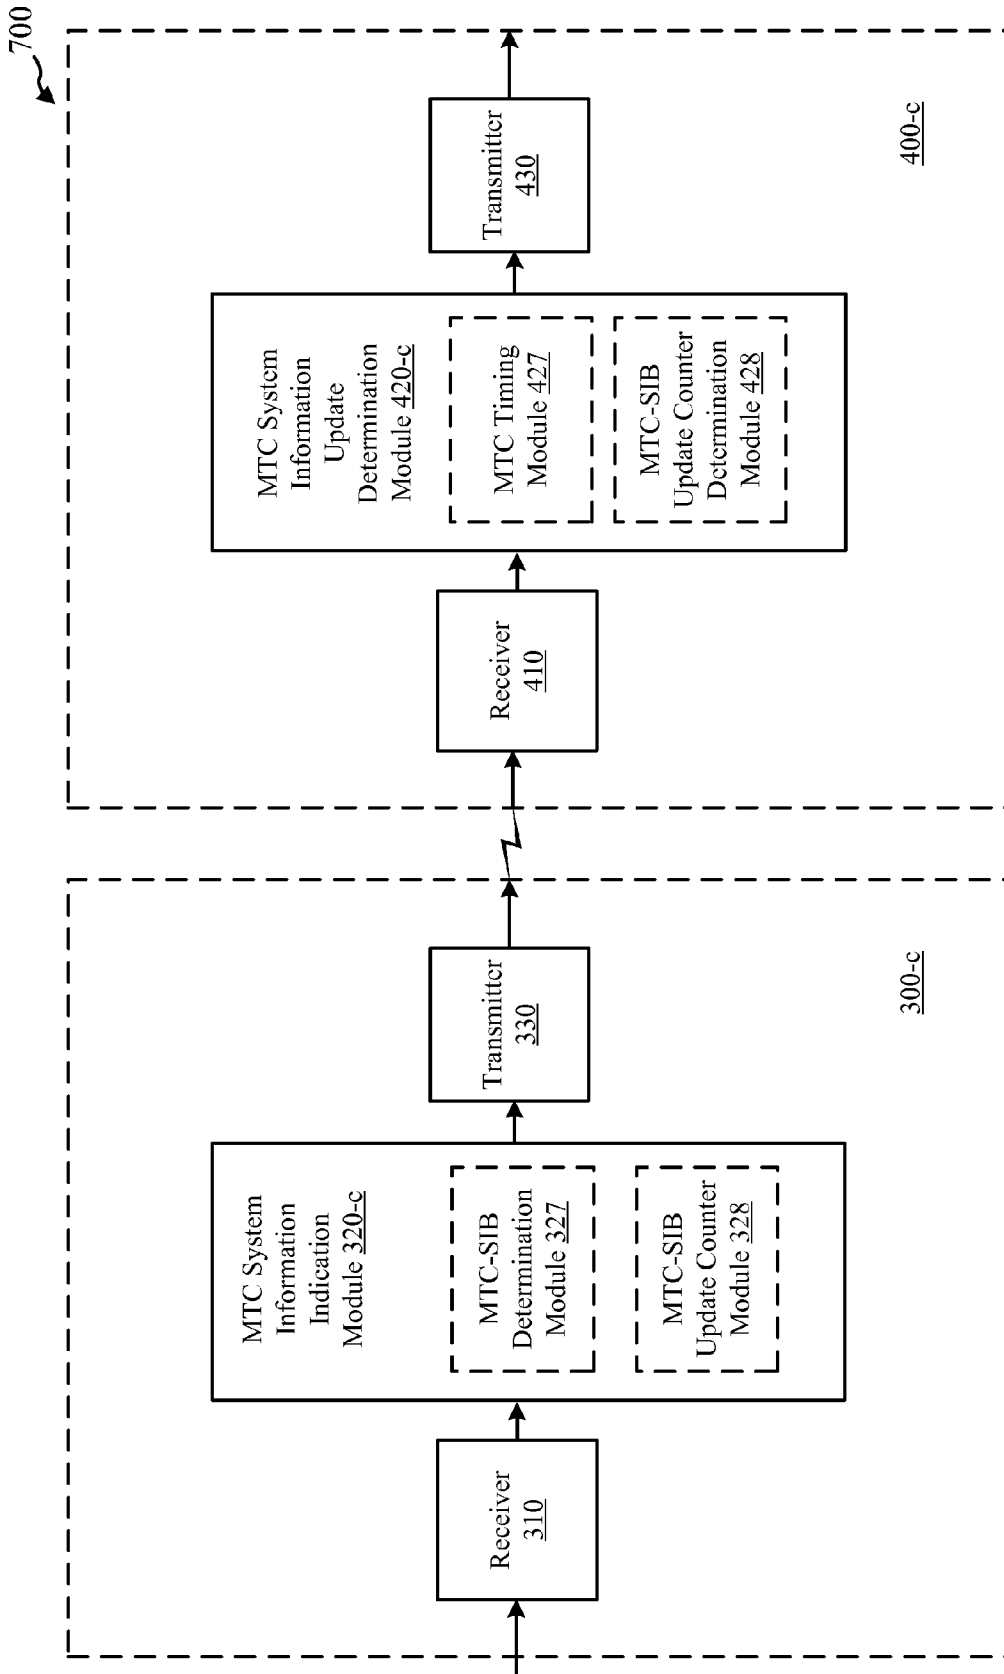 700
Receiver
310
MTC System
Information
Indication
Module 320-c
MTC-SIB
Determination
Module 327
MTC-SIB
Update Counter
Module 328
Transmitter
330
300-c
Receiver
410
MTC System
Information
Update
Determination
Module 420-c
MTC Timing
Module 427
MTC-SIB
Update Counter
Determination
Module 428
Transmitter
430
400-c